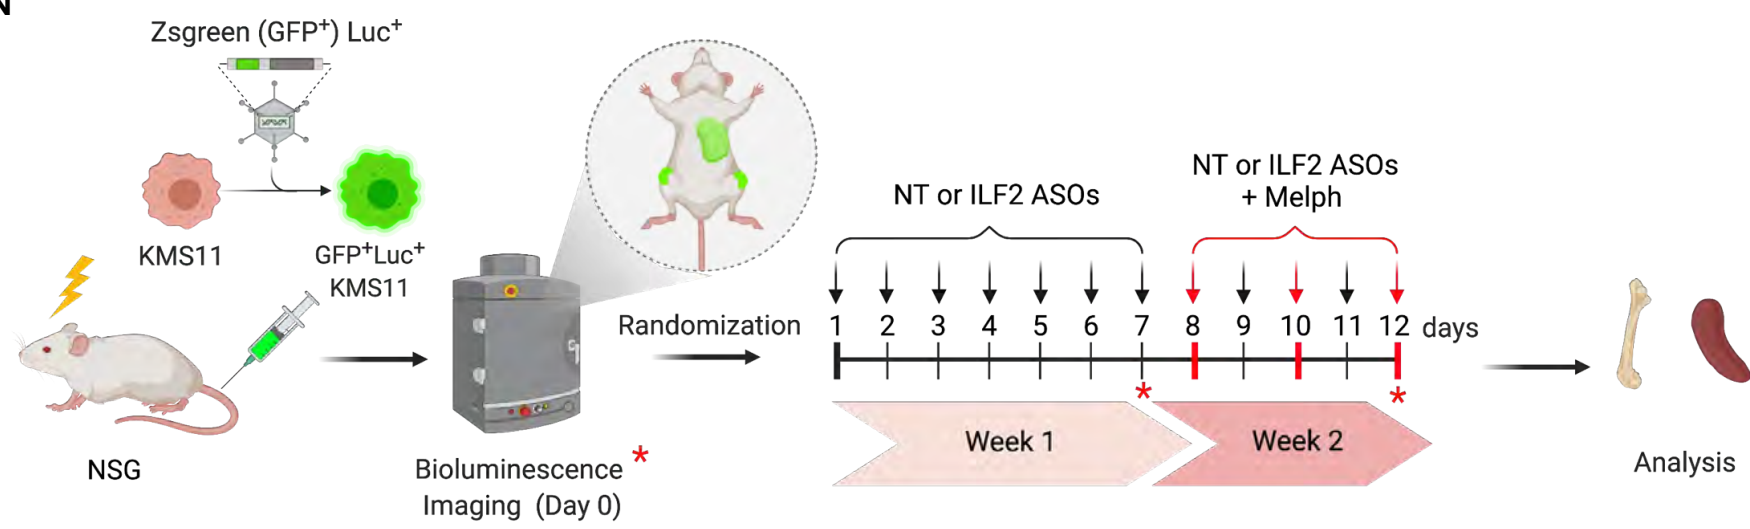 Zsgreen (GFP⁺) Luc⁺
KMS11
GFP⁺Luc⁺
KMS11
NSG
Bioluminescence *
Imaging (Day 0)
Randomization
NT or ILF2 ASOs
NT or ILF2 ASOs
+ Melph
1 2 3 4 5 6 7 8 9 10 11 12 days
* *
Week 1
Week 2
Analysis